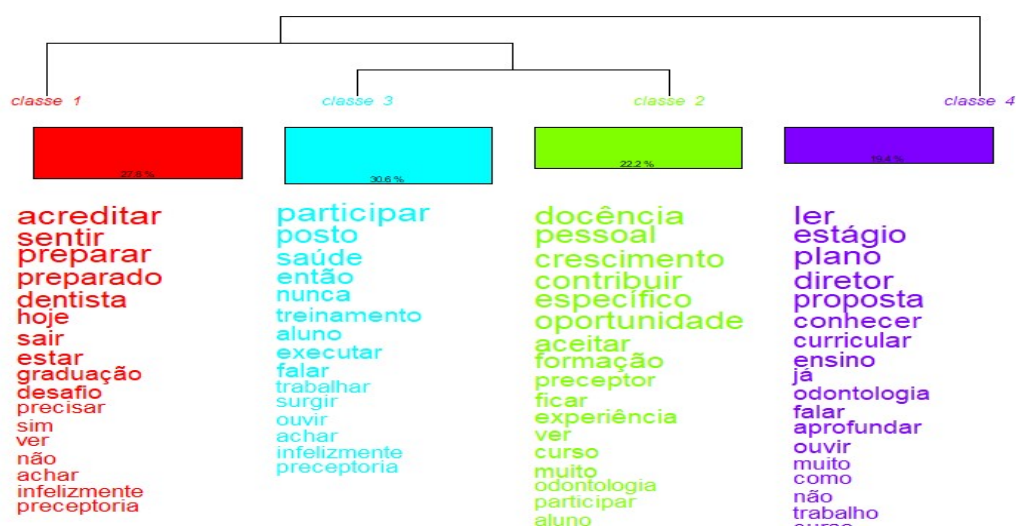 classe 1
classe 3
classe 2
classe 4
27.8 %
30.6 %
22.2 %
19.4 %
acreditar
sentir
preparar
preparado
dentista
hoje
sair
estar
graduação
desafio
precisar
sim
ver
não
achar
infelizmente
preceptoria
participar
posto
saúde
então
nunca
treinamento
aluno
executar
falar
trabalhar
surgir
ouvir
achar
infelizmente
preceptoria
docência
pessoal
crescimento
contribuir
específico
oportunidade
aceitar
formação
preceptor
ficar
experiência
ver
curso
muito
odontologia
participar
aluno
ler
estágio
plano
diretor
proposta
conhecer
curricular
ensino
já
odontologia
falar
aprofundar
ouvir
muito
como
não
trabalho